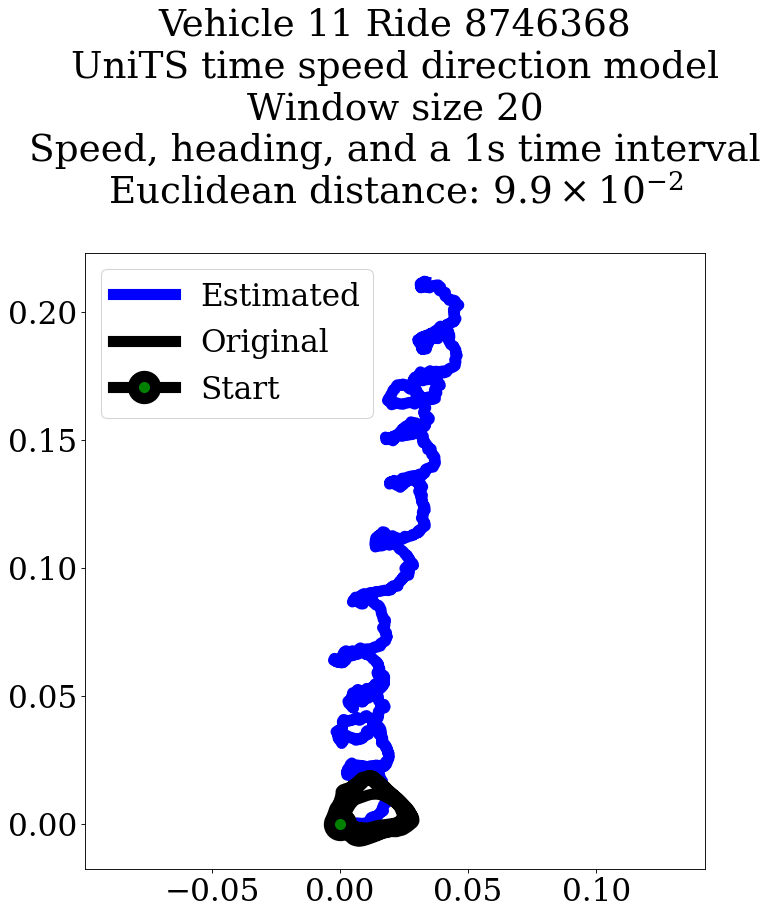 Vehicle 11 Ride 8746368
UniTS time speed direction model
Window size 20
Speed, heading, and a 1s time interval
Euclidean distance: $9.9 \times 10^{-2}$
Estimated
Original
Start
0.20
0.15
0.10
0.05
0.00
−0.05 0.00 0.05 0.10